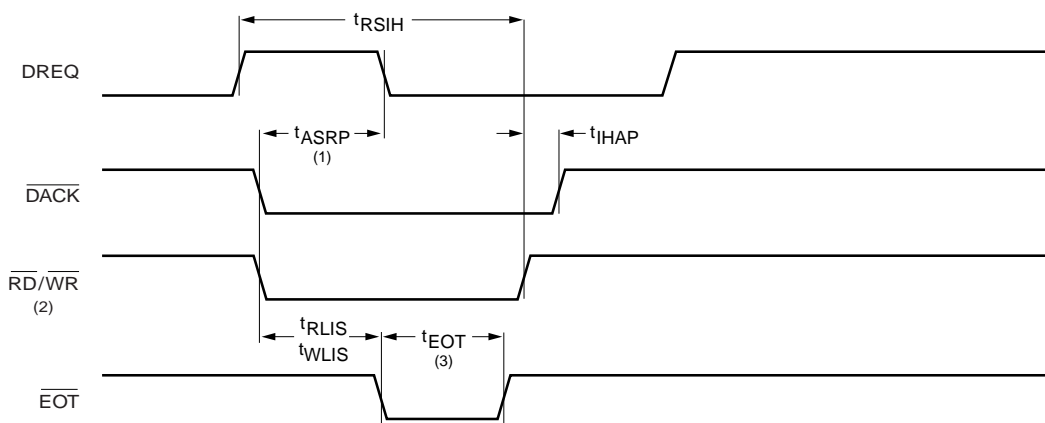 tRSIH
DREQ
tASRP
(1)
tIHAP
DACK
RD/WR
(2)
tRLIS
tWLIS
tEOT
(3)
EOT